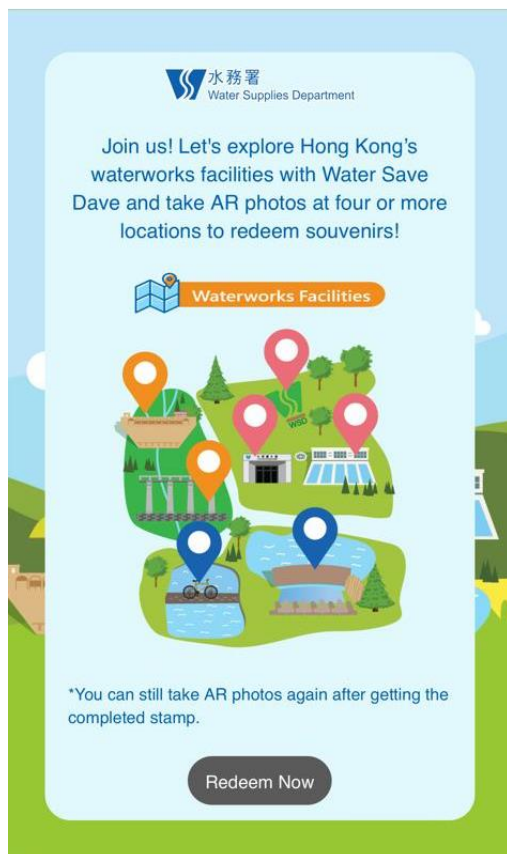 水務署
Water Supplies Department
Join us! Let's explore Hong Kong's
waterworks facilities with Water Save
Dave and take AR photos at four or more
locations to redeem souvenirs!
Waterworks Facilities
WSD
*You can still take AR photos again after getting the
completed stamp.
Redeem Now